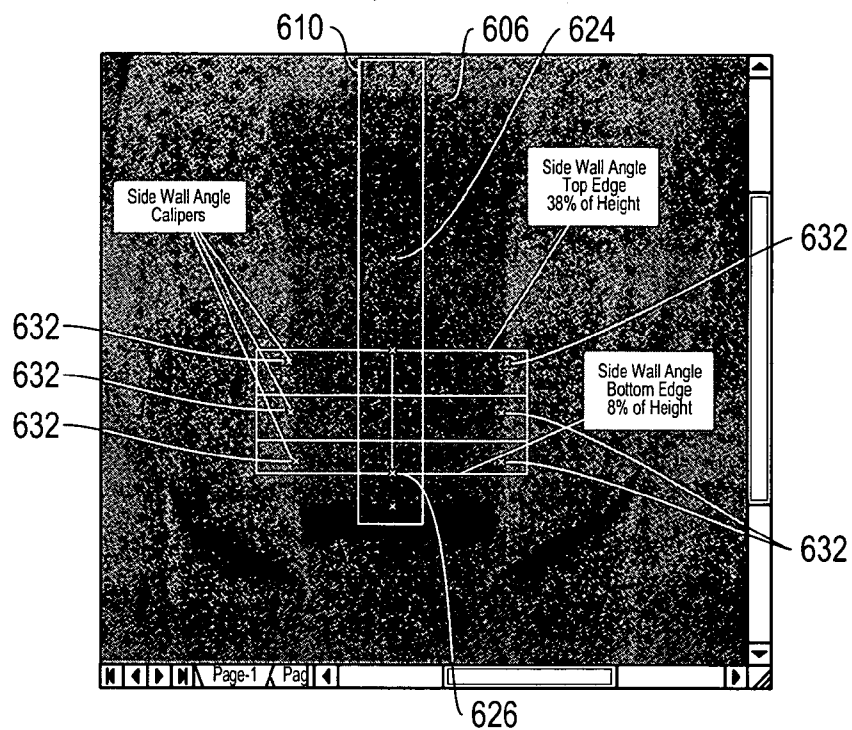 610
606
624
Side Wall Angle
Top Edge
38% of Height
Side Wall Angle
Calipers
632
632
632
632
Side Wall Angle
Bottom Edge
8% of Height
632
Page-1
Pag
626